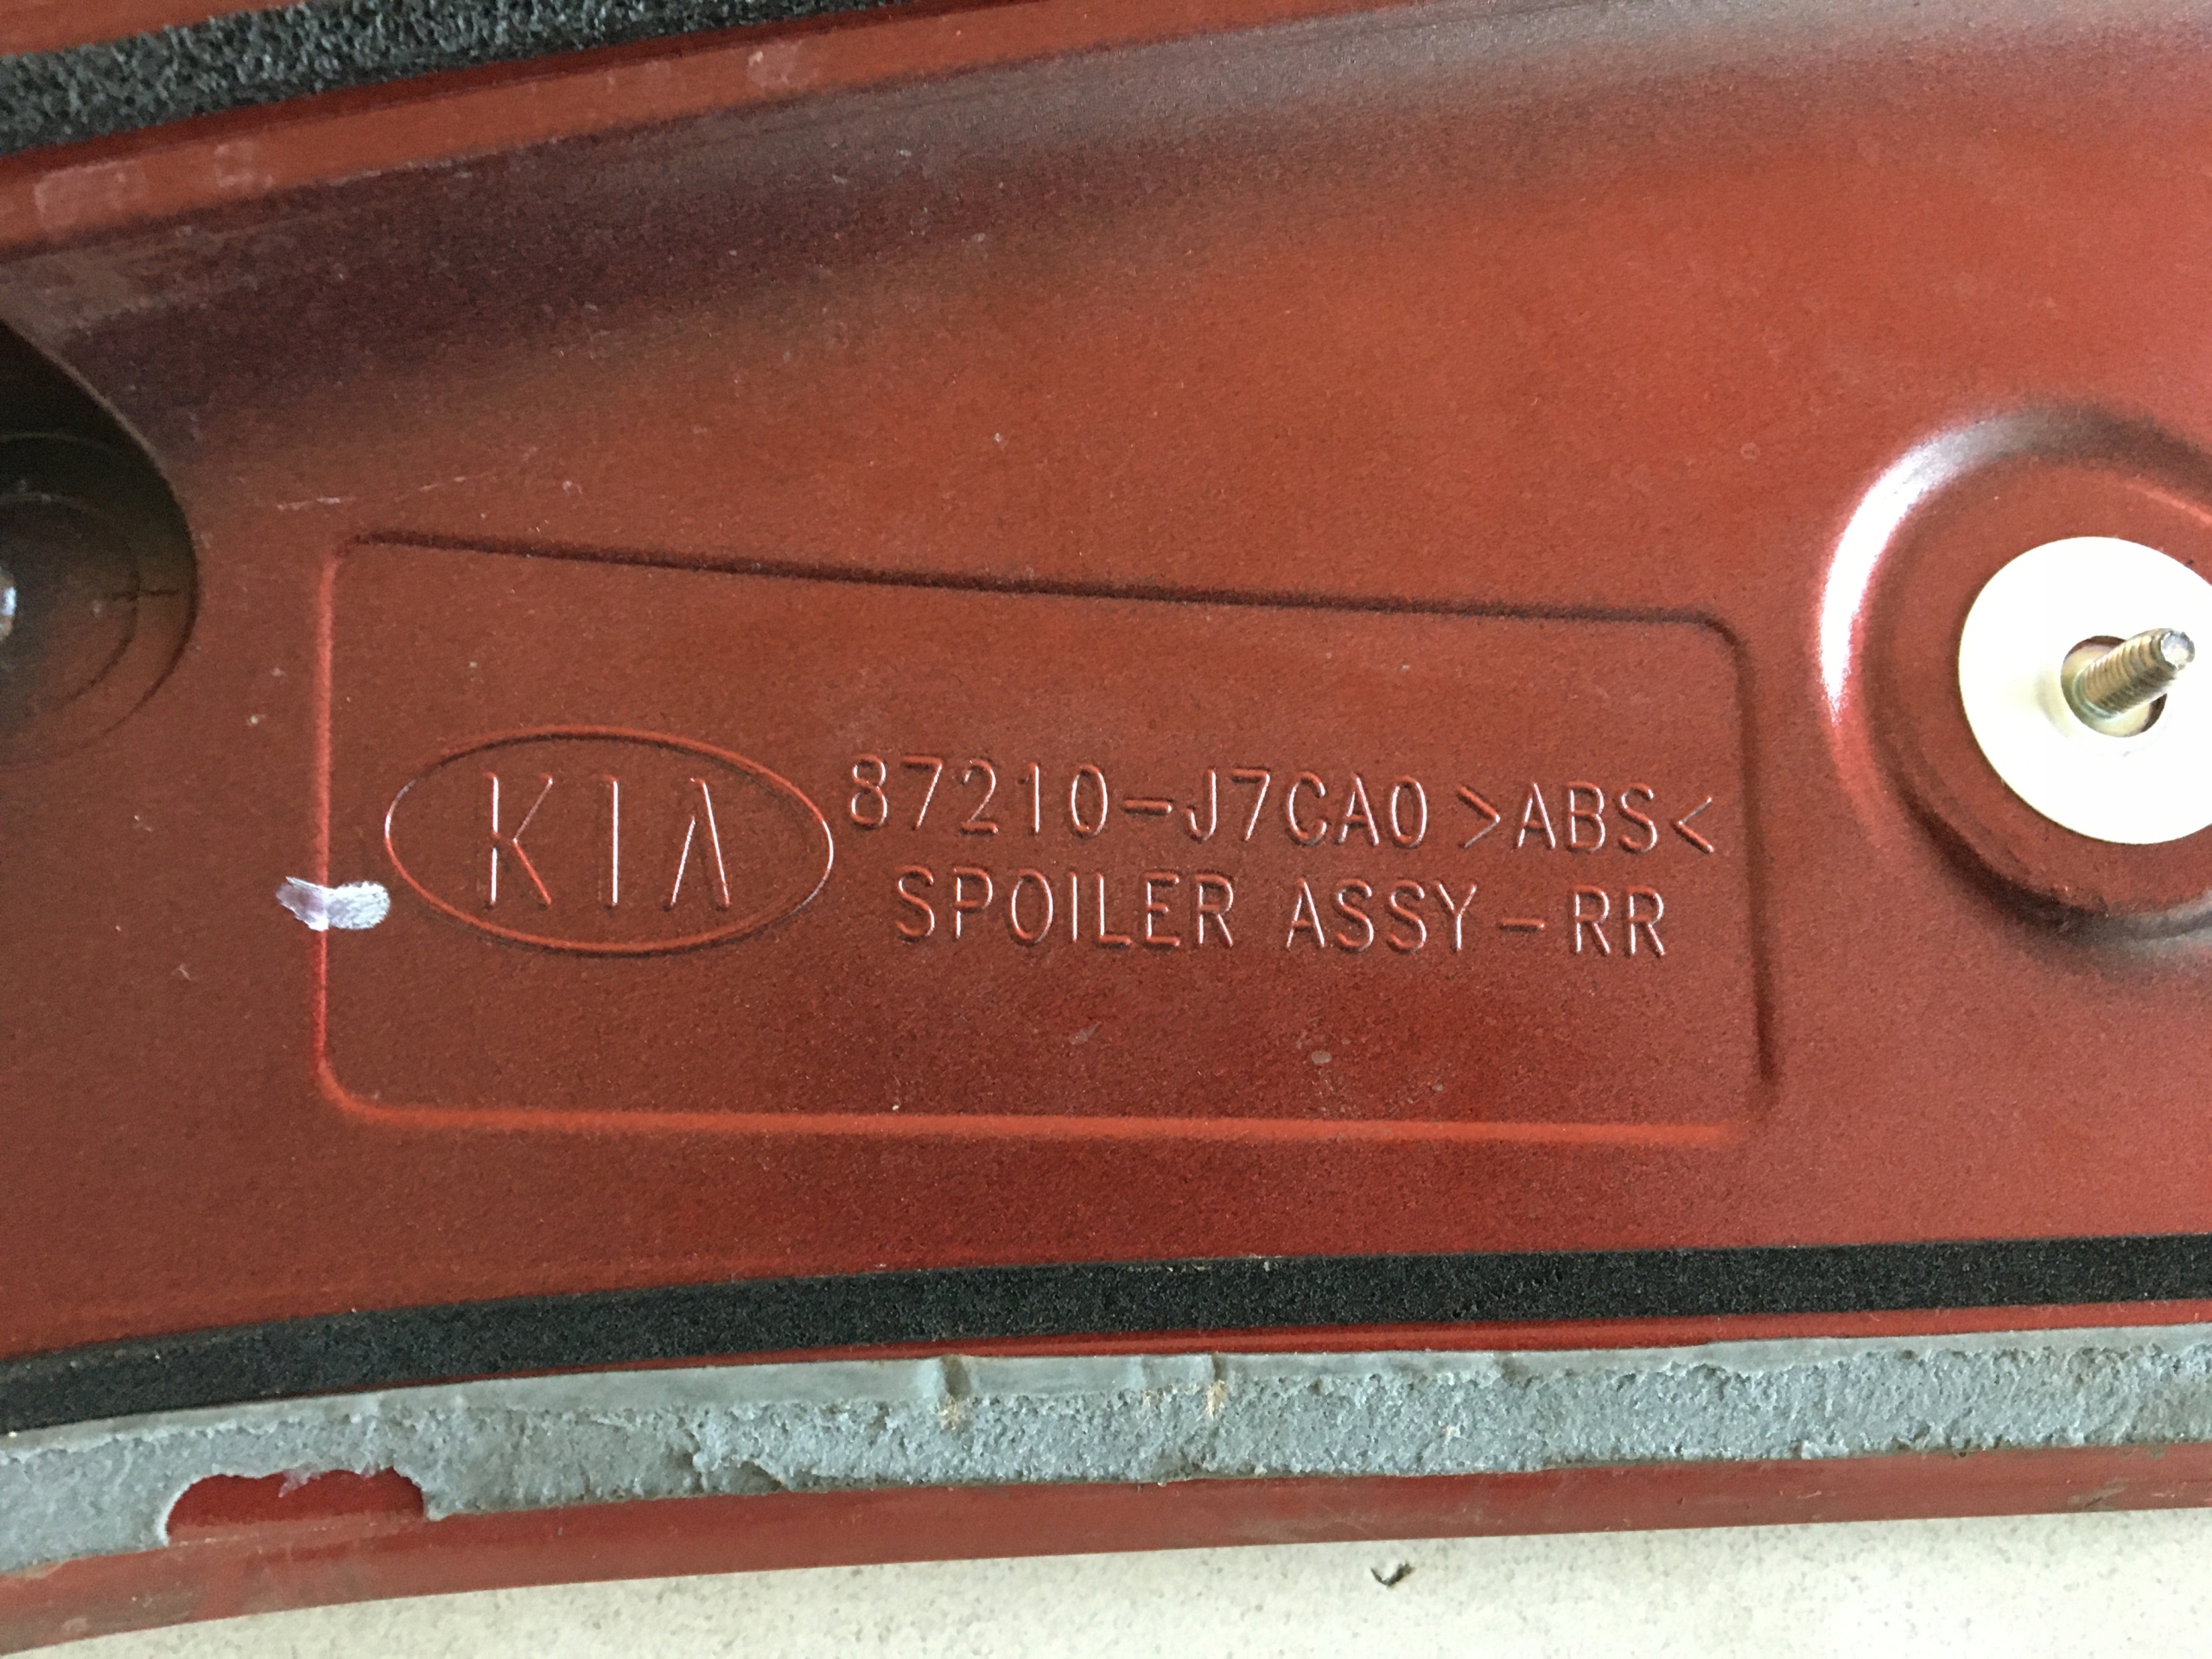 KIA
87210-J7CA0 >ABS<
SPOILER ASSY-RR